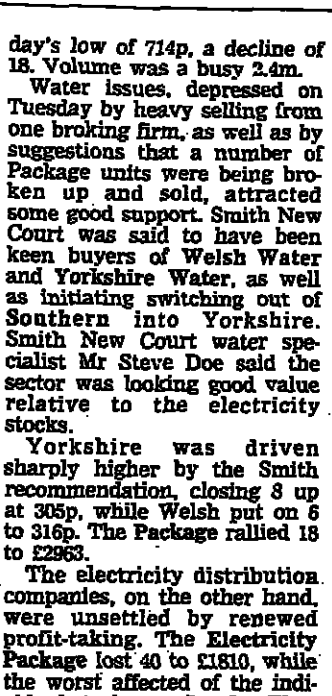 day's low of 714p, a decline of
18. Volume was a busy 2.4m.
Water issues, depressed on
Tuesday by heavy selling from
one broking firm, as well as by
suggestions that a number of
Package units were being bro-
ken up and sold, attracted
some good support. Smith New
Court was said to have been
keen buyers of Welsh Water
and Yorkshire Water, as well
as initiating switching out of
Southern into Yorkshire.
Smith New Court water spe-
cialist Mr Steve Doe said the
sector was looking good value
relative to the electricity
stocks.
Yorkshire was driven
sharply higher by the Smith
recommendation, closing 8 up
at 305p, while Welsh put on 6
to 316p. The Package rallied 18
to £2963.
The electricity distribution
companies, on the other hand,
were unsettled by renewed
profit-taking. The Electricity
Package lost 40 to £1810, while
the worst affected of the indi-